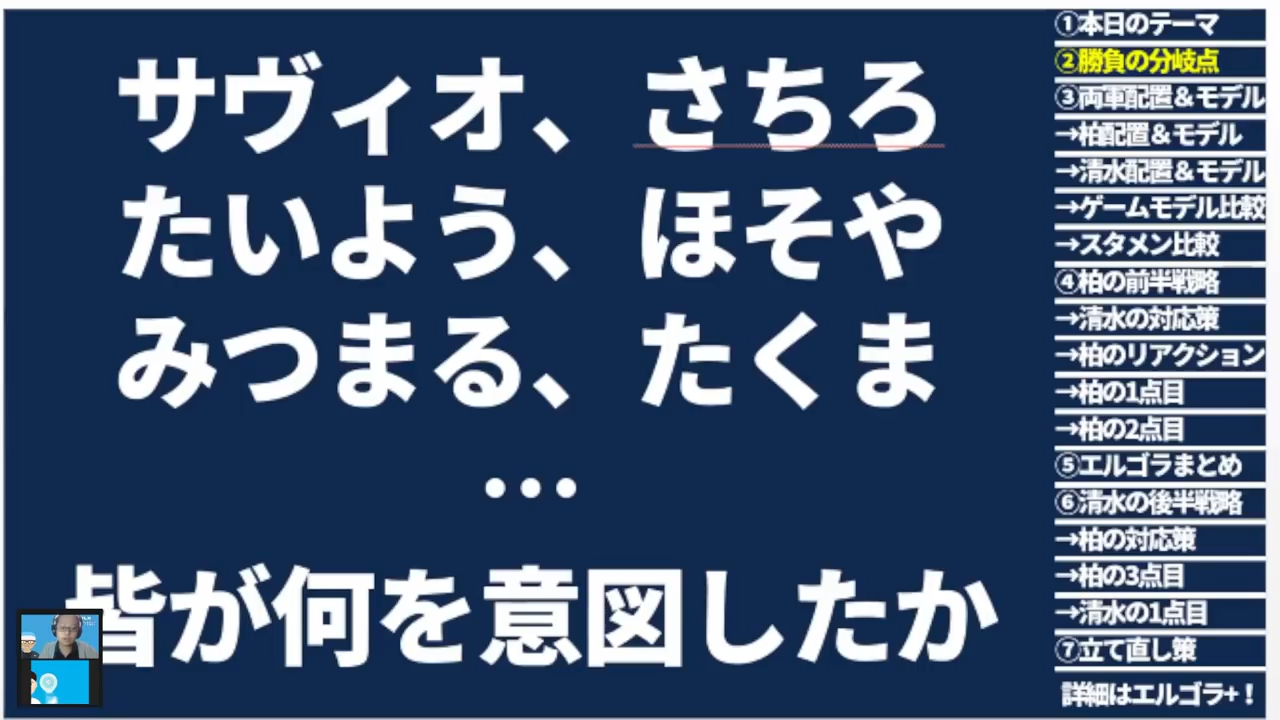 サヴィオ、さちろ
たいよう、ほそや
みつまる、たくま
•••
皆が何を意図したか
①本日のテーマ
②勝負の分岐点
③両軍配置＆モデル
→柏配置＆モデル
→清水配置＆モデル
→ゲームモデル比較
→スタメン比較
④柏の前半戦略
→清水の対応策
→柏のリアクション
→柏の1点目
→柏の2点目
⑤エルゴラまとめ
⑥清水の後半戦略
→柏の対応策
→柏の3点目
→清水の1点目
⑦立て直し策
詳細はエルゴラ+！